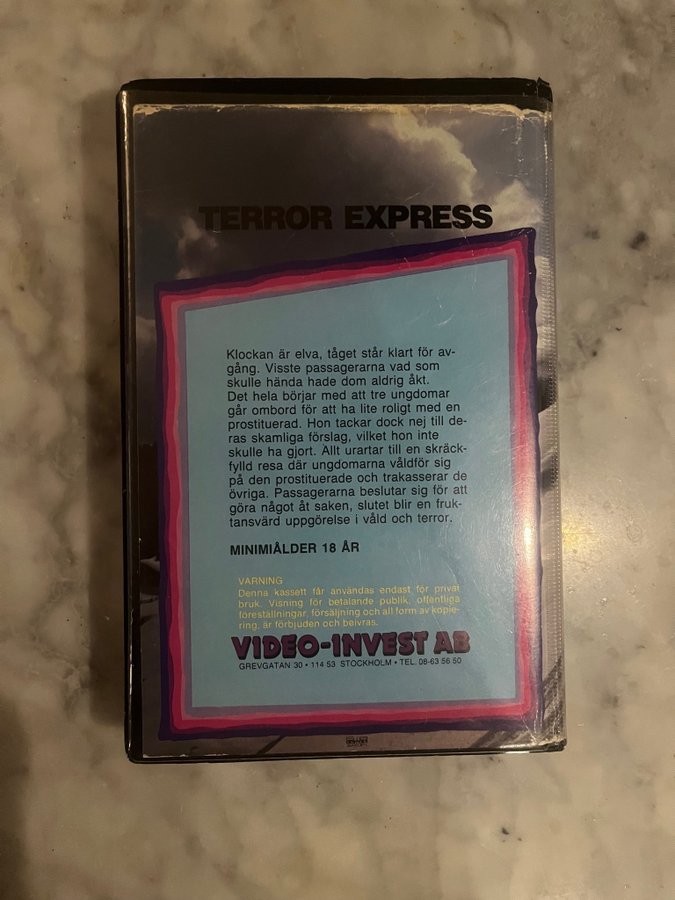 TERROR EXPRESS
Klockan är elva, tåget står klart för av-
gång. Visste passagerarna vad som
skulle hända hade dom aldrig åkt.
Det hela börjar med att tre ungdomar
går ombord för att ha lite roligt med en
prostituerad. Hon tackar dock nej till de-
ras skamliga förslag, vilket hon inte
skulle ha gjort. Allt urartar till en skräck-
fylld resa där ungdomarna våldför sig
på den prostituerade och trakasserar de
övriga. Passagerarna beslutar sig för att
göra något åt saken, slutet blir en fruk-
tansvärd uppgörelse i våld och terror.
MINIMIÅLDER 18 ÅR
VARNING
Denna kassett får användas endast för privat
bruk. Visning för betalande publik, offentliga
föreställningar, försäljning och all form av kopie-
ring, är förbjuden och beivras.
VIDEO-INVEST AB
GREVGATAN 30 • 114 53 STOCKHOLM • TEL. 08-63 56 50